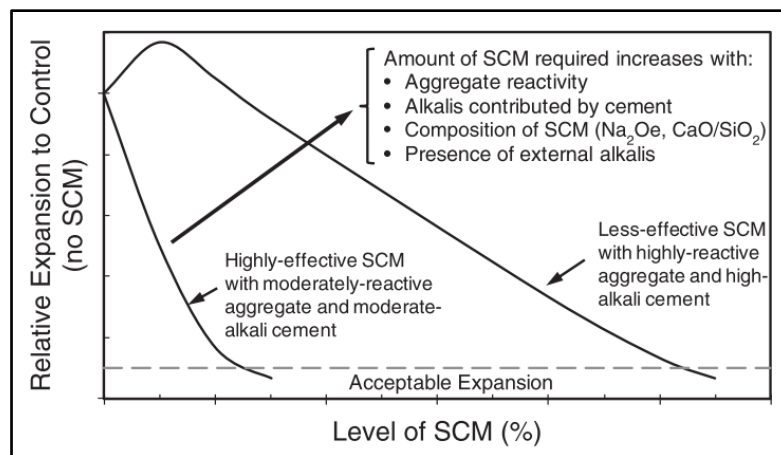 Relative Expansion to Control
(no SCM)
Amount of SCM required increases with:
• Aggregate reactivity
• Alkalis contributed by cement
• Composition of SCM (Na₂Oe, CaO/SiO₂)
• Presence of external alkalis
Highly-effective SCM
with moderately-reactive
aggregate and moderate-
alkali cement
Less-effective SCM
with highly-reactive
aggregate and high-
alkali cement
Acceptable Expansion
Level of SCM (%)